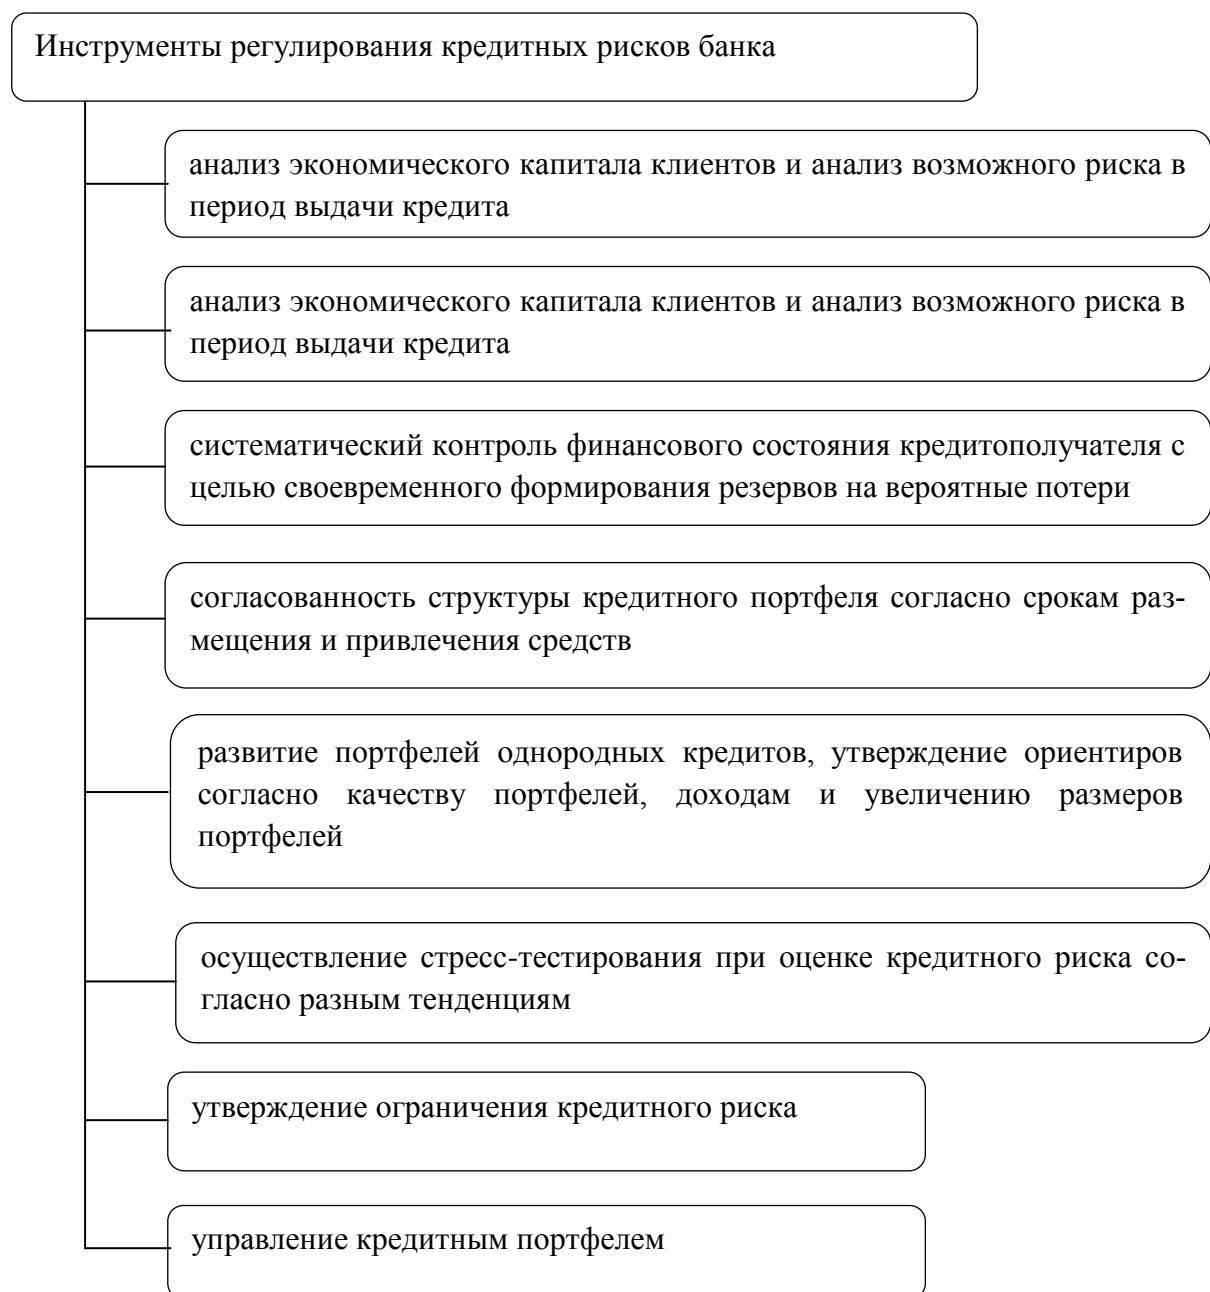 Инструменты регулирования кредитных рисков банка
анализ экономического капитала клиентов и анализ возможного риска в
период выдачи кредита
анализ экономического капитала клиентов и анализ возможного риска в
период выдачи кредита
систематический контроль финансового состояния кредитополучателя с
целью своевременного формирования резервов на вероятные потери
согласованность структуры кредитного портфеля согласно срокам раз-
мещения и привлечения средств
развитие портфелей однородных кредитов, утверждение ориентиров
согласно качеству портфелей, доходам и увеличению размеров
портфелей
осуществление стресс-тестирования при оценке кредитного риска со-
гласно разным тенденциям
утверждение ограничения кредитного риска
управление кредитным портфелем